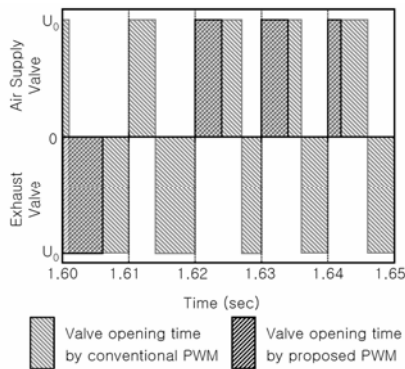 U₀
Air Supply
Valve
0
Exhaust
Valve
U₀
1.60 1.61 1.62 1.63 1.64 1.65
Time (sec)
Valve opening time
by conventional PWM
Valve opening time
by proposed PWM